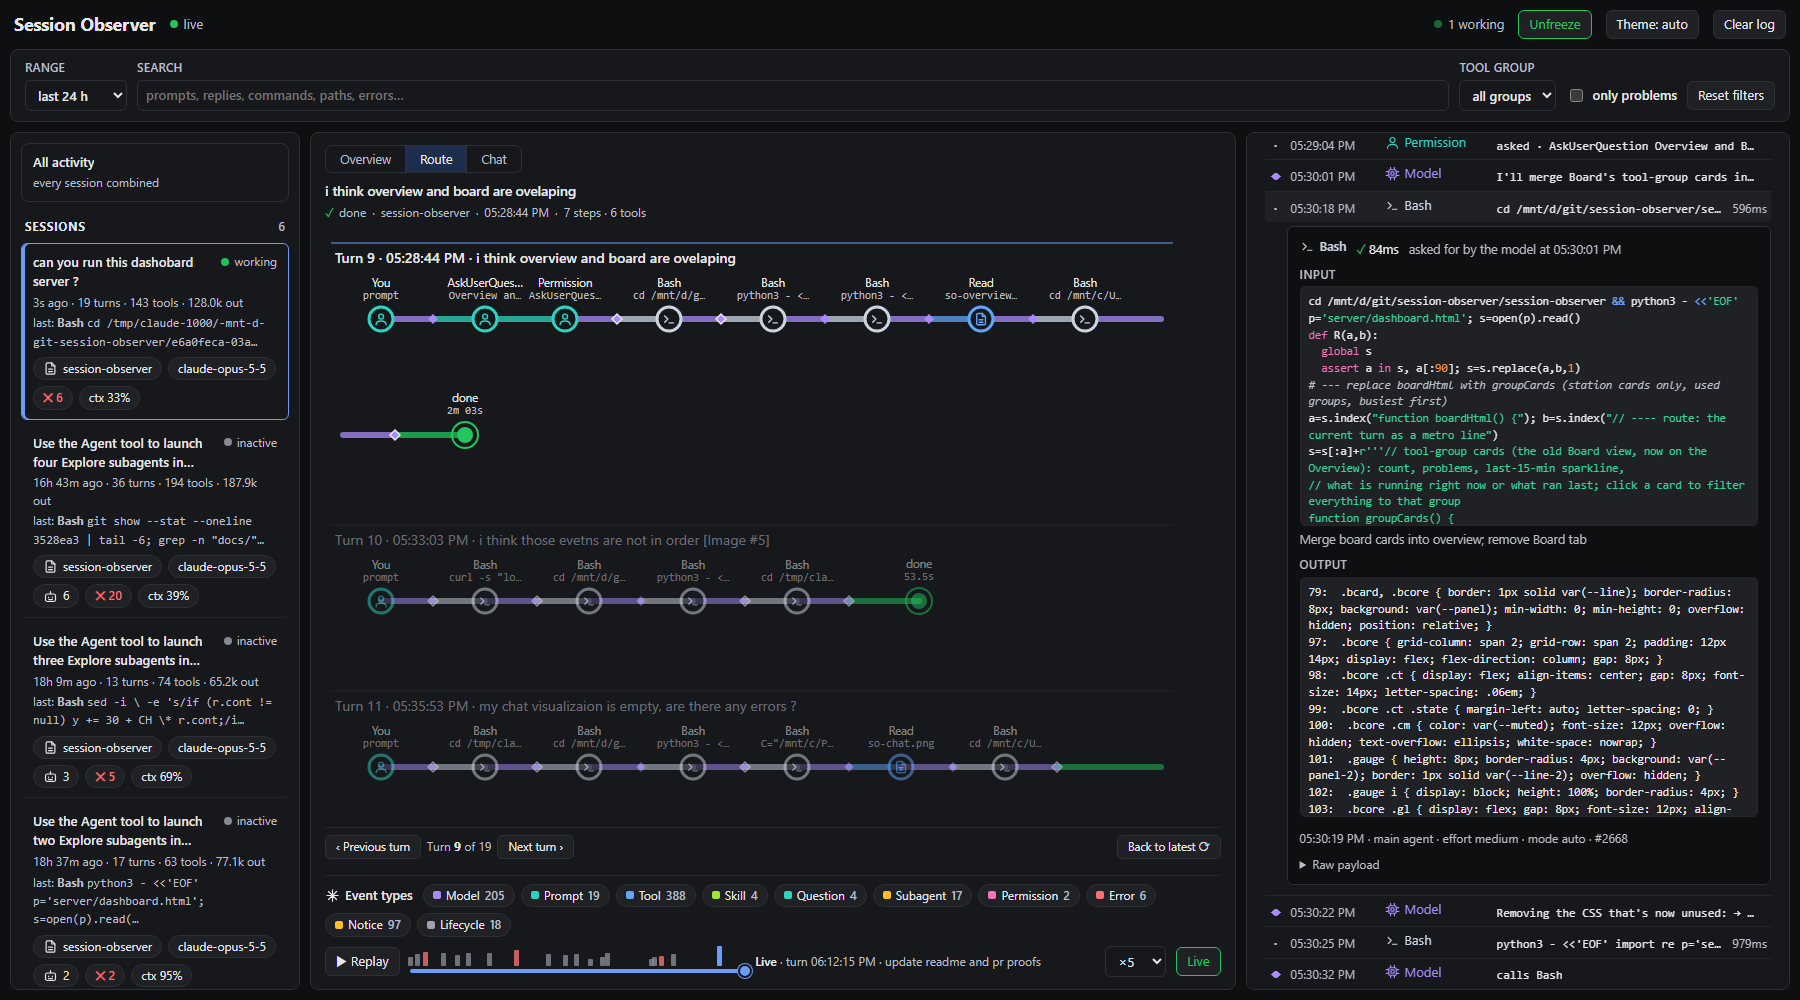 Session Observer
live
1 working
Unfreeze
Theme: auto
Clear log
RANGE
last 24 h
SEARCH
prompts, replies, commands, paths, errors...
TOOL GROUP
all groups
only problems
Reset filters
All activity
every session combined
SESSIONS 6
can you run this dashobard server ?
working
3s ago · 19 turns · 143 tools · 128.0k out
last: Bash cd /tmp/claude-1000/-mnt-d-
git-session-observer/e6a0feca-03a…
session-observer
claude-opus-5-5
✕ 6
ctx 33%
Use the Agent tool to launch
four Explore subagents in...
inactive
16h 43m ago · 36 turns · 194 tools · 187.9k
out
last: Bash git show --stat --oneline
3528ea3 | tail -6; grep -n "docs/"…
session-observer
claude-opus-5-5
6
✕ 20
ctx 39%
Use the Agent tool to launch
three Explore subagents in...
inactive
18h 9m ago · 13 turns · 74 tools · 65.2k out
last: Bash sed -i \ -e 's/if (r.cont !=
null) y += 30 + CH \* r.cont;/i…
session-observer
claude-opus-5-5
3
✕ 5
ctx 69%
Use the Agent tool to launch
two Explore subagents in...
inactive
18h 37m ago · 17 turns · 63 tools · 77.1k out
last: Bash python3 - <<'EOF'
p='server/dashboard.html';
s=open(p).read(…
session-observer
claude-opus-5-5
2
✕ 2
ctx 95%
Overview
Route
Chat
i think overview and board are ovelaping
✓ done · session-observer · 05:28:44 PM · 7 steps · 6 tools
Turn 9 · 05:28:44 PM · i think overview and board are ovelaping
You
prompt
AskUserQues...
Overview an…
Permission
AskUserQues…
Bash
cd /mnt/d/g…
Bash
python3 - <…
Bash
python3 - <…
Read
so-overview…
Bash
cd /mnt/c/U…
done
2m 03s
Turn 10 · 05:33:03 PM · i think those evetns are not in order [Image #5]
You
prompt
Bash
curl -s "lo…
Bash
cd /mnt/d/g…
Bash
python3 - <…
Bash
cd /tmp/cla…
done
53.5s
Turn 11 · 05:35:53 PM · my chat visualizaion is empty, are there any errors ?
You
prompt
Bash
cd /tmp/cla…
Bash
cd /mnt/d/g…
Bash
python3 - <…
Bash
C="/mnt/c/P…
Read
so-chat.png
Bash
cd /mnt/c/U…
‹ Previous turn
Turn 9 of 19
Next turn ›
Back to latest
Event types
Model 205
Prompt 19
Tool 388
Skill 4
Question 4
Subagent 17
Permission 2
Error 6
Notice 97
Lifecycle 18
▶ Replay
Live · turn 06:12:15 PM · update readme and pr proofs
×5
Live
05:29:04 PM Permission asked · AskUserQuestion Overview and B…
05:30:01 PM Model I'll merge Board's tool-group cards in…
05:30:18 PM Bash cd /mnt/d/git/session-observer/se… 596ms
Bash ✓ 84ms asked for by the model at 05:30:01 PM
INPUT
cd /mnt/d/git/session-observer/session-observer && python3 - <<'EOF'
p='server/dashboard.html'; s=open(p).read()
def R(a,b):
global s
assert a in s, a[:90]; s=s.replace(a,b,1)
# --- replace boardHtml with groupCards (station cards only, used
groups, busiest first)
a=s.index("function boardHtml() {"); b=s.index("// ---- route: the
current turn as a metro line")
s=s[:a]+r'''// tool-group cards (the old Board view, now on the
Overview): count, problems, last-15-min sparkline,
// what is running right now or what ran last; click a card to filter
everything to that group
function groupCards() {
Merge board cards into overview; remove Board tab
OUTPUT
79: .bcard, .bcore { border: 1px solid var(--line); border-radius:
8px; background: var(--panel); min-width: 0; min-height: 0; overflow:
hidden; position: relative; }
97: .bcore { grid-column: span 2; grid-row: span 2; padding: 12px
14px; display: flex; flex-direction: column; gap: 8px; }
98: .bcore .ct { display: flex; align-items: center; gap: 8px; font-
size: 14px; letter-spacing: .06em; }
99: .bcore .ct .state { margin-left: auto; letter-spacing: 0; }
100: .bcore .cm { color: var(--muted); font-size: 12px; overflow:
hidden; text-overflow: ellipsis; white-space: nowrap; }
101: .gauge { height: 8px; border-radius: 4px; background: var(--
panel-2); border: 1px solid var(--line-2); overflow: hidden; }
102: .gauge i { display: block; height: 100%; border-radius: 4px; }
103: .bcore .gl { display: flex; gap: 8px; font-size: 12px; align-
05:30:19 PM · main agent · effort medium · mode auto · #2668
▶ Raw payload
05:30:22 PM Model Removing the CSS that's now unused: → …
05:30:25 PM Bash python3 - <<'EOF' import re p='se… 979ms
05:30:32 PM Model calls Bash